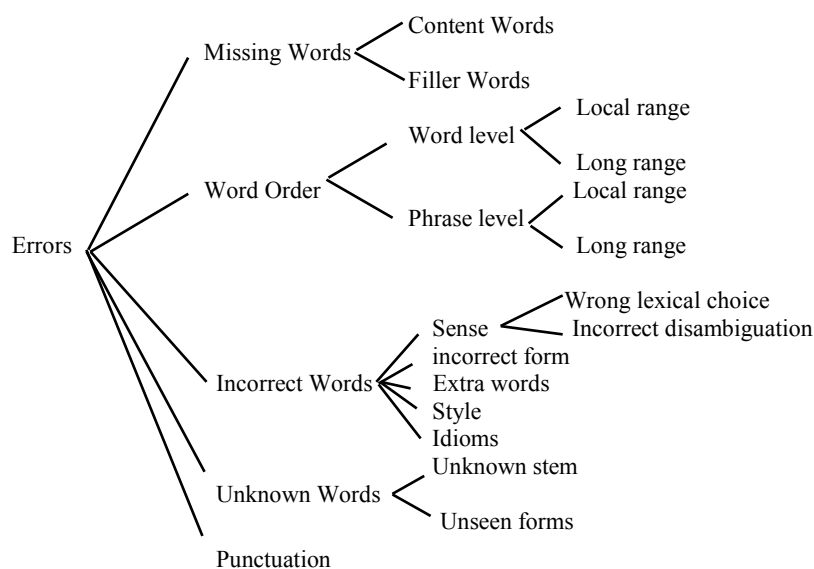 Content Words
Missing Words
Filler Words
Local range
Word level
Long range
Word Order
Local range
Phrase level
Errors
Long range
Wrong lexical choice
Sense
Incorrect disambiguation
incorrect form
Incorrect Words
Extra words
Style
Idioms
Unknown stem
Unknown Words
Unseen forms
Punctuation